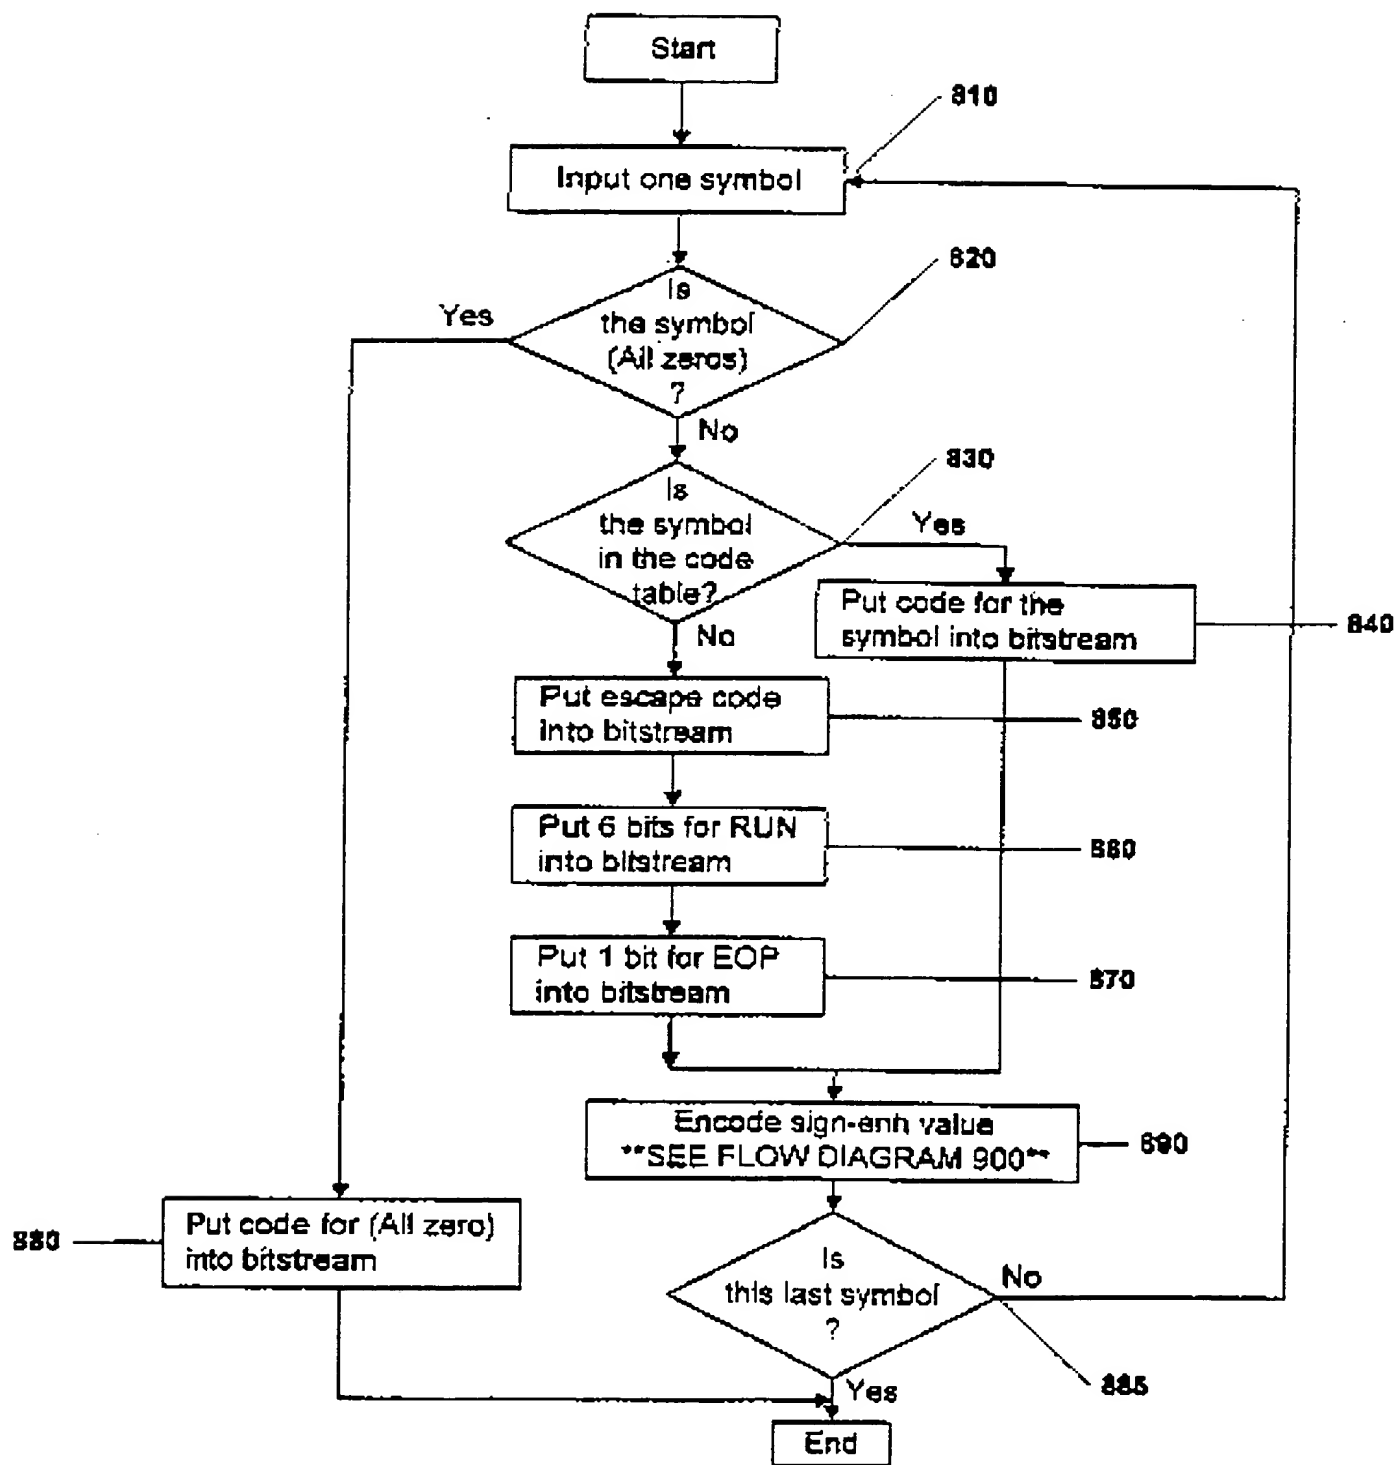 Start
810
Input one symbol
820
Is
the symbol
(All zeros)
?
Yes
No
830
Is
the symbol
in the code
table?
Yes
No
Put code for the
symbol into bitstream
840
Put escape code
into bitstream
850
Put 6 bits for RUN
into bitstream
860
Put 1 bit for EOP
into bitstream
870
Encode sign-enh value
**SEE FLOW DIAGRAM 900**
890
880
Put code for (All zero)
into bitstream
Is
this last symbol
?
No
885
Yes
End